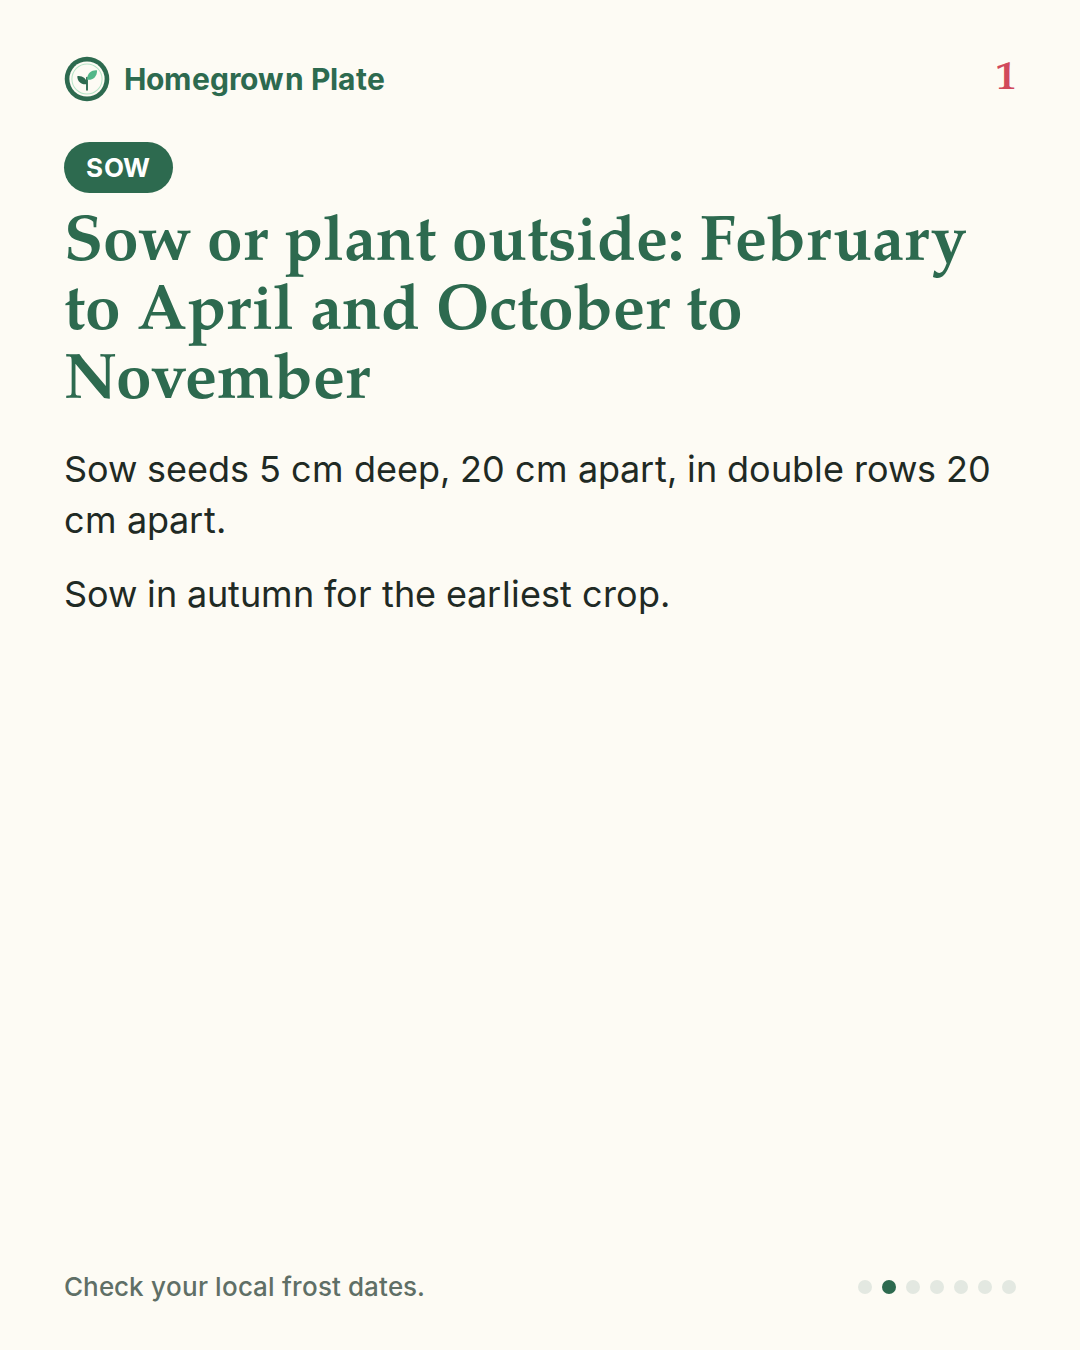 Homegrown Plate
1
SOW
Sow or plant outside: February
to April and October to
November
Sow seeds 5 cm deep, 20 cm apart, in double rows 20
cm apart.
Sow in autumn for the earliest crop.
Check your local frost dates.